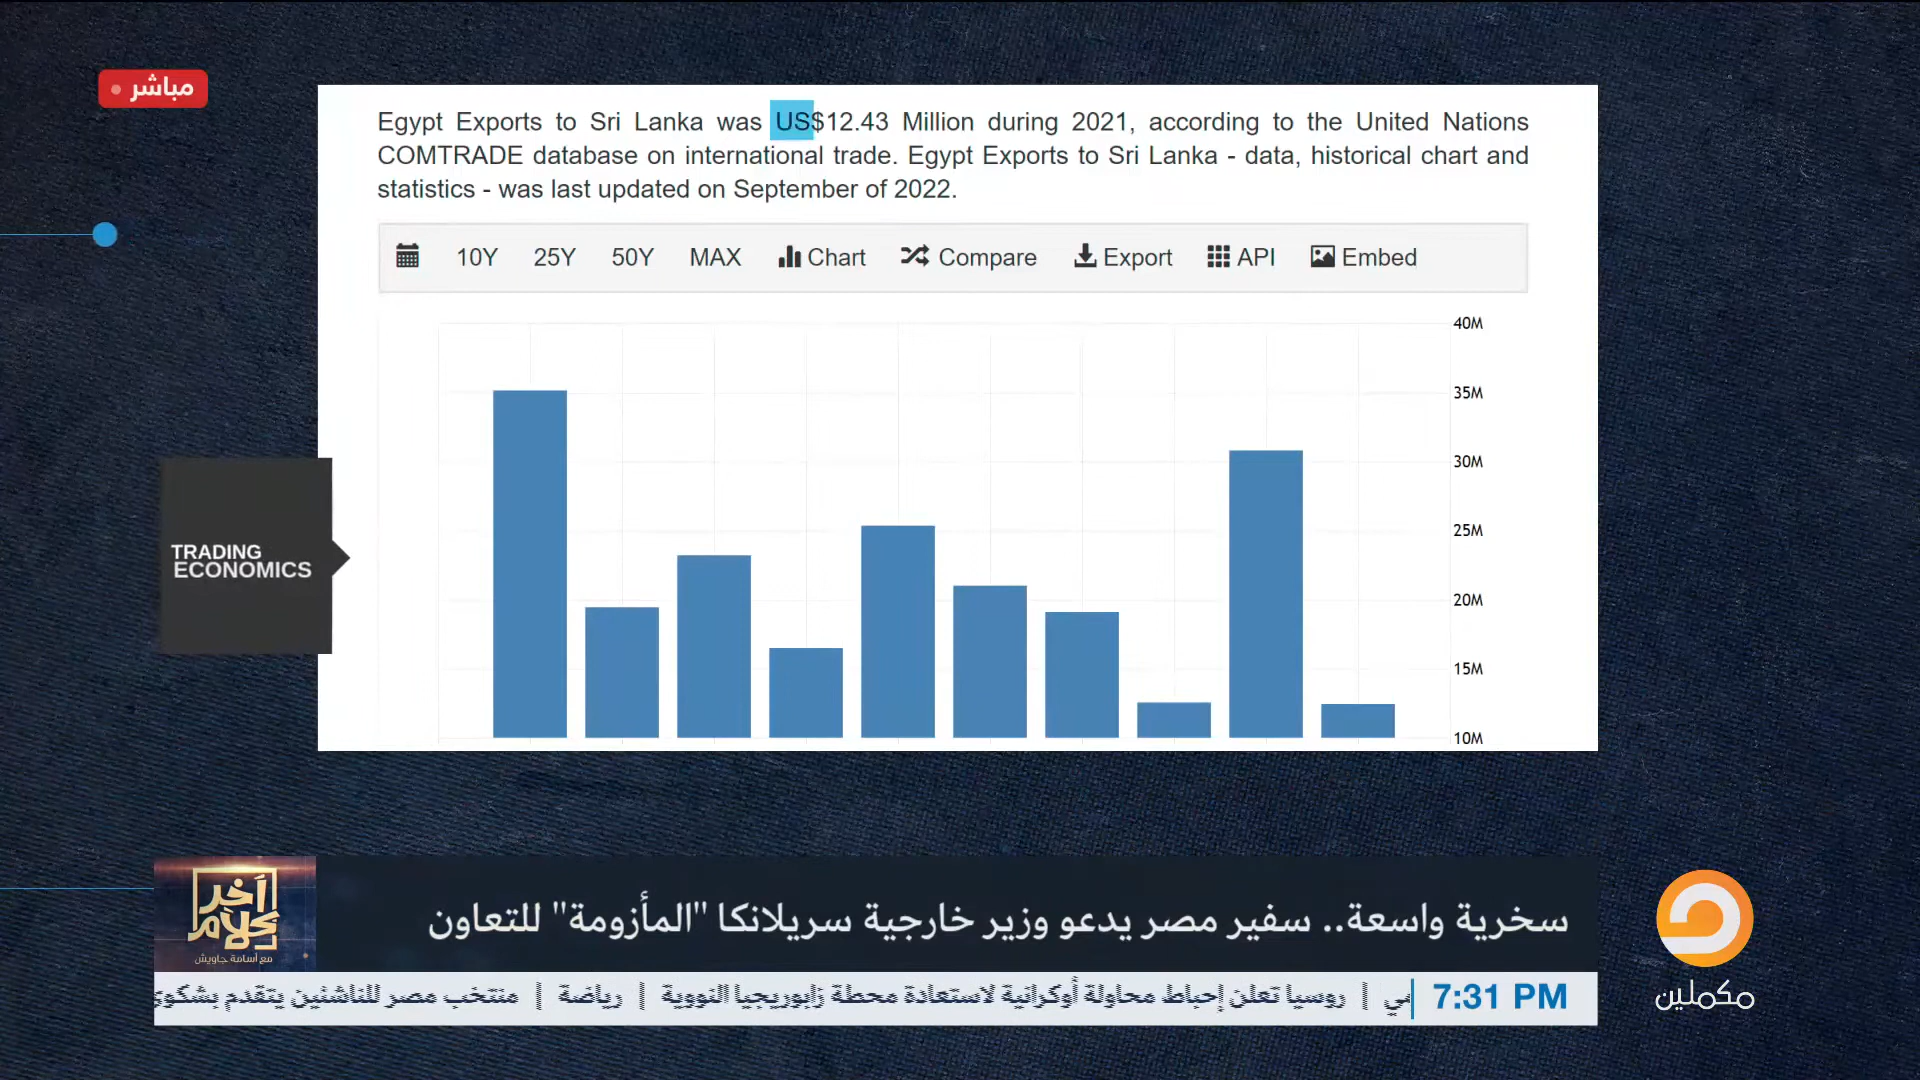 مباشر
Egypt Exports to Sri Lanka was US$12.43 Million during 2021, according to the United Nations
COMTRADE database on international trade. Egypt Exports to Sri Lanka - data, historical chart and
statistics - was last updated on September of 2022.
10Y 25Y 50Y MAX Chart Compare Export API Embed
40M
35M
30M
25M
20M
15M
10M
TRADING
ECONOMICS
آخر
كلام
مع أسامة جاويش
سخرية واسعة.. سفير مصر يدعو وزير خارجية سريلانكا "المأزومة" للتعاون
7:31 PM
| روسيا تعلن إحباط محاولة أوكرانية لاستعادة محطة زابوريجيا النووية | رياضة | منتخب مصر للناشئين يتقدم بشكوى
مكملين